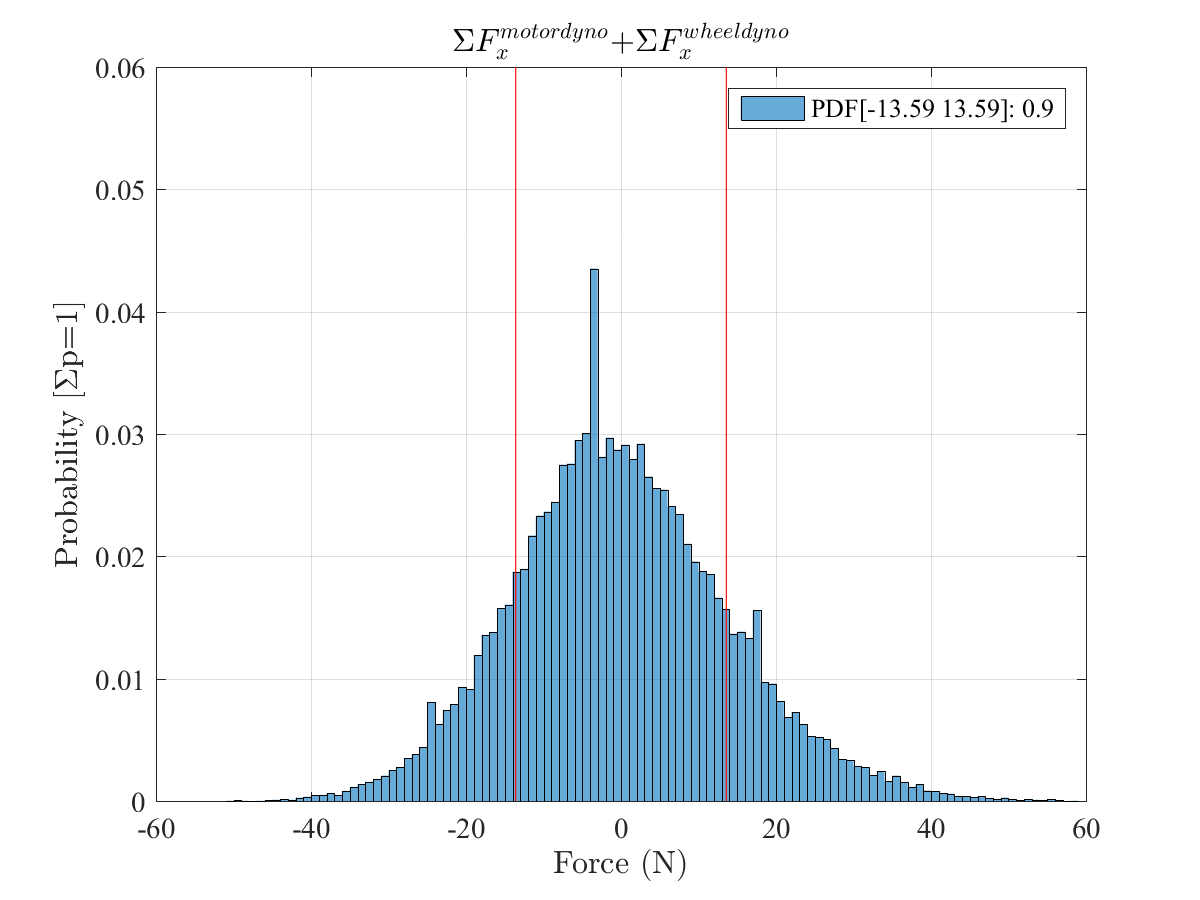 ΣF_x^{motordyno}+ΣF_x^{wheeldyno}
PDF[-13.59 13.59]: 0.9
0.06
0.05
0.04
0.03
0.02
0.01
0
Probability [Σp=1]
-60 -40 -20 0 20 40 60
Force (N)